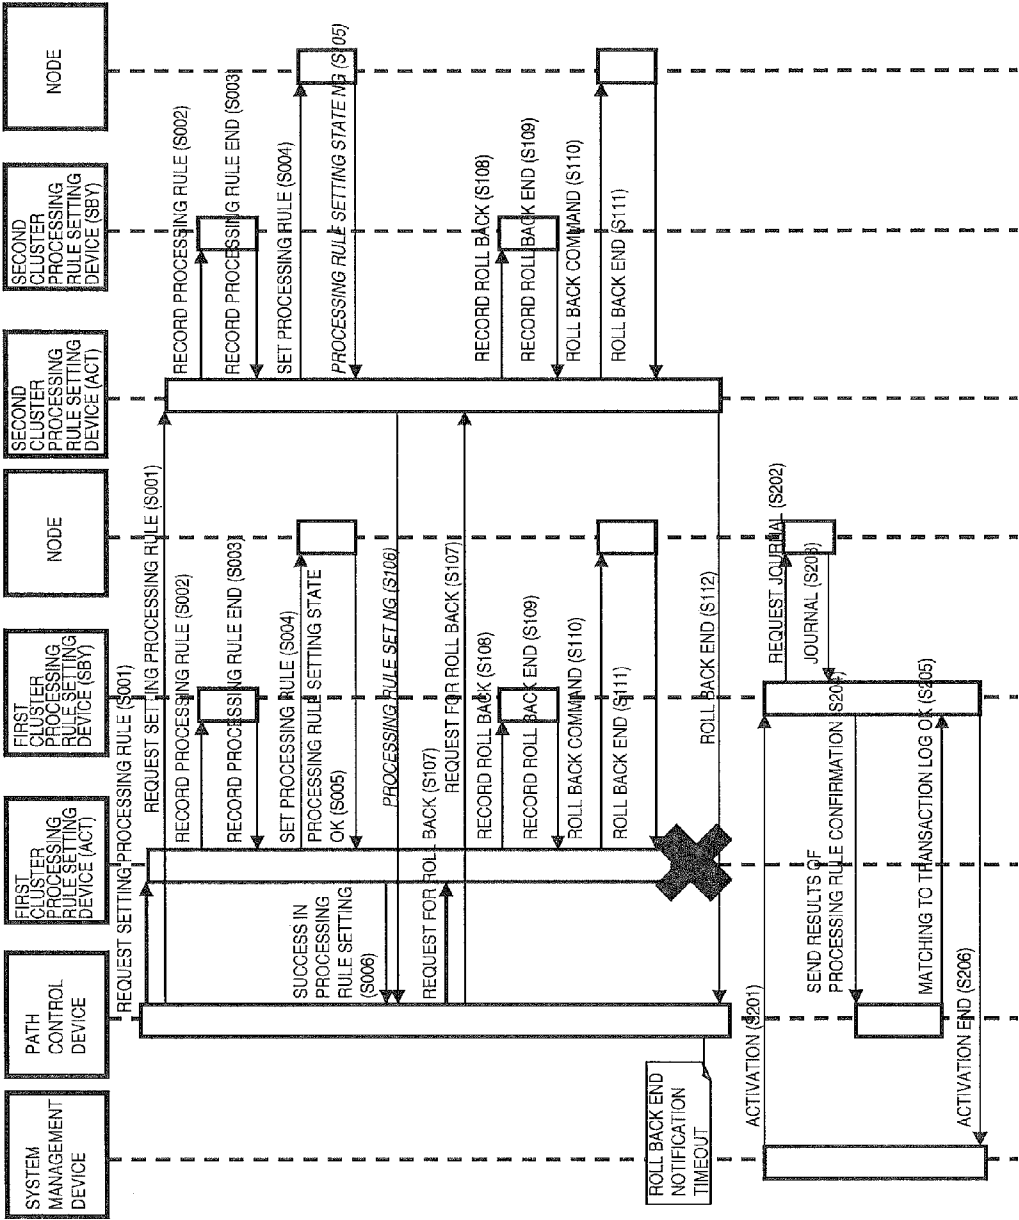 SYSTEM
MANAGEMENT
DEVICE
PATH
CONTROL
DEVICE
FIRST
CLUSTER
PROCESSING
RULE SETTING
DEVICE (ACT)
FIRST
CLUSTER
PROCESSING
RULE SETTING
DEVICE (SBY)
NODE
SECOND
CLUSTER
PROCESSING
RULE SETTING
DEVICE (ACT)
SECOND
CLUSTER
PROCESSING
RULE SETTING
DEVICE (SBY)
NODE
REQUEST SETTING PROCESSING RULE (S001)
REQUEST SETTING PROCESSING RULE (S001)
RECORD PROCESSING RULE (S002)
RECORD PROCESSING RULE (S002)
RECORD PROCESSING RULE END (S003)
RECORD PROCESSING RULE END (S003)
SET PROCESSING RULE (S004)
SET PROCESSING RULE (S004)
PROCESSING RULE SETTING STATE
OK (S005)
PROCESSING RULE SETTING STATE NG (S105)
SUCCESS IN
PROCESSING
RULE SETTING
(S006)
PROCESSING RULE SET NG (S106)
REQUEST FOR ROLL BACK (S107)
REQUEST FOR ROLL BACK (S107)
RECORD ROLL BACK (S108)
RECORD ROLL BACK (S108)
RECORD ROLL BACK END (S109)
RECORD ROLL BACK END (S109)
ROLL BACK COMMAND (S110)
ROLL BACK COMMAND (S110)
ROLL BACK END (S111)
ROLL BACK END (S111)
ROLL BACK END (S112)
ROLL BACK END
NOTIFICATION
TIMEOUT
ACTIVATION (S201)
REQUEST JOURNAL (S202)
JOURNAL (S203)
SEND RESULTS OF
PROCESSING RULE CONFIRMATION (S204)
MATCHING TO TRANSACTION LOG OK (S205)
ACTIVATION END (S206)